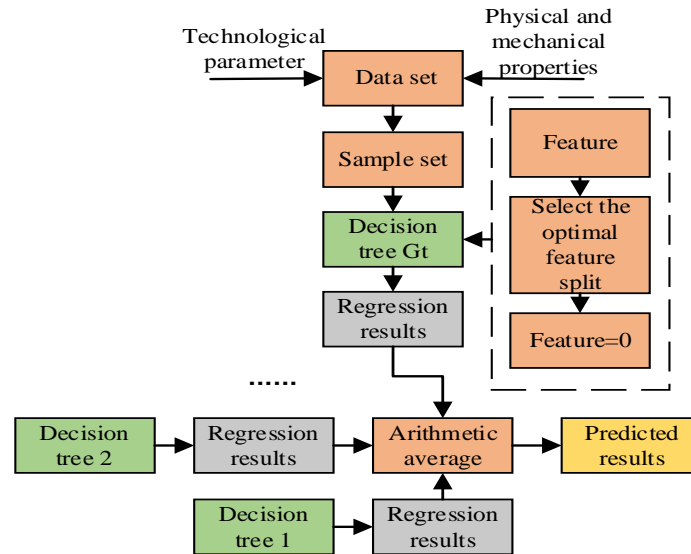 Technological
parameter
Physical and
mechanical
properties
Data set
Sample set
Decision
tree Gt
Regression
results
Feature
Select the
optimal
feature
split
Feature=0
......
Decision
tree 2
Regression
results
Arithmetic
average
Predicted
results
Decision
tree 1
Regression
results